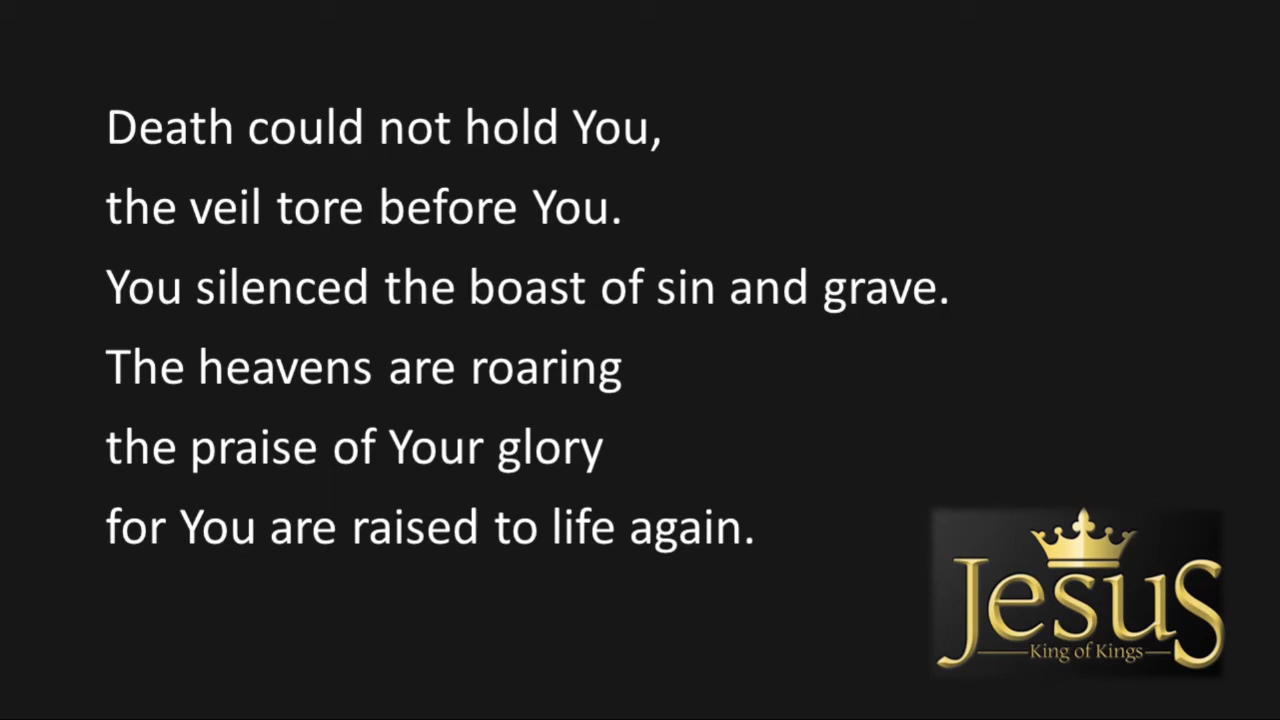 Death could not hold You,
the veil tore before You.
You silenced the boast of sin and grave.
The heavens are roaring
the praise of Your glory
for You are raised to life again.
Jesus
King of Kings